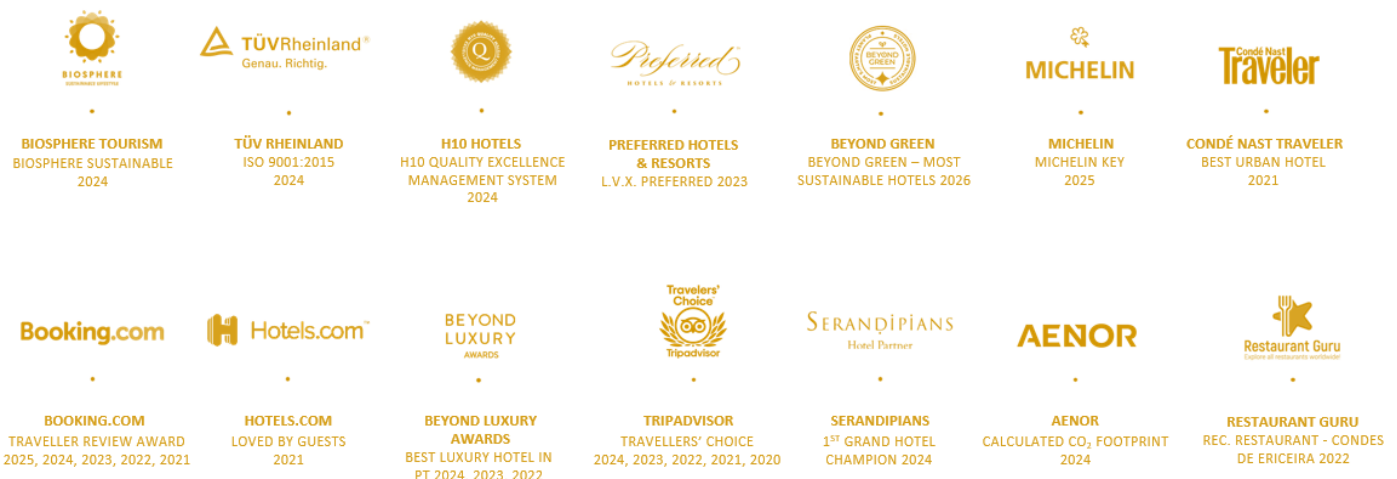 BIOSPHERE
SUSTAINABLE LIFESTYLE
BIOSPHERE TOURISM
BIOSPHERE SUSTAINABLE
2024
TÜVRheinland®
Genau. Richtig.
TÜV RHEINLAND
ISO 9001:2015
2024
Q
H10 HOTELS
H10 QUALITY EXCELLENCE
MANAGEMENT SYSTEM
2024
Preferred®
HOTELS & RESORTS
PREFERRED HOTELS
& RESORTS
L.V.X. PREFERRED 2023
BEYOND
GREEN
BEYOND GREEN
BEYOND GREEN – MOST
SUSTAINABLE HOTELS 2026
MICHELIN
MICHELIN
MICHELIN KEY
2025
Condé Nast
Traveler
CONDÉ NAST TRAVELER
BEST URBAN HOTEL
2021
Booking.com
BOOKING.COM
TRAVELLER REVIEW AWARD
2025, 2024, 2023, 2022, 2021
Hotels.com™
HOTELS.COM
LOVED BY GUESTS
2021
BEYOND
LUXURY
AWARDS
BEYOND LUXURY
AWARDS
BEST LUXURY HOTEL IN
PT 2024, 2023, 2022
Travelers'
Choice
Tripadvisor
TRIPADVISOR
TRAVELLERS' CHOICE
2024, 2023, 2022, 2021, 2020
SERANDIPIANS
Hotel Partner
SERANDIPIANS
1ST GRAND HOTEL
CHAMPION 2024
AENOR
AENOR
CALCULATED CO₂ FOOTPRINT
2024
Restaurant Guru
Explore all restaurants worldwide!
RESTAURANT GURU
REC. RESTAURANT - CONDES
DE ERICEIRA 2022